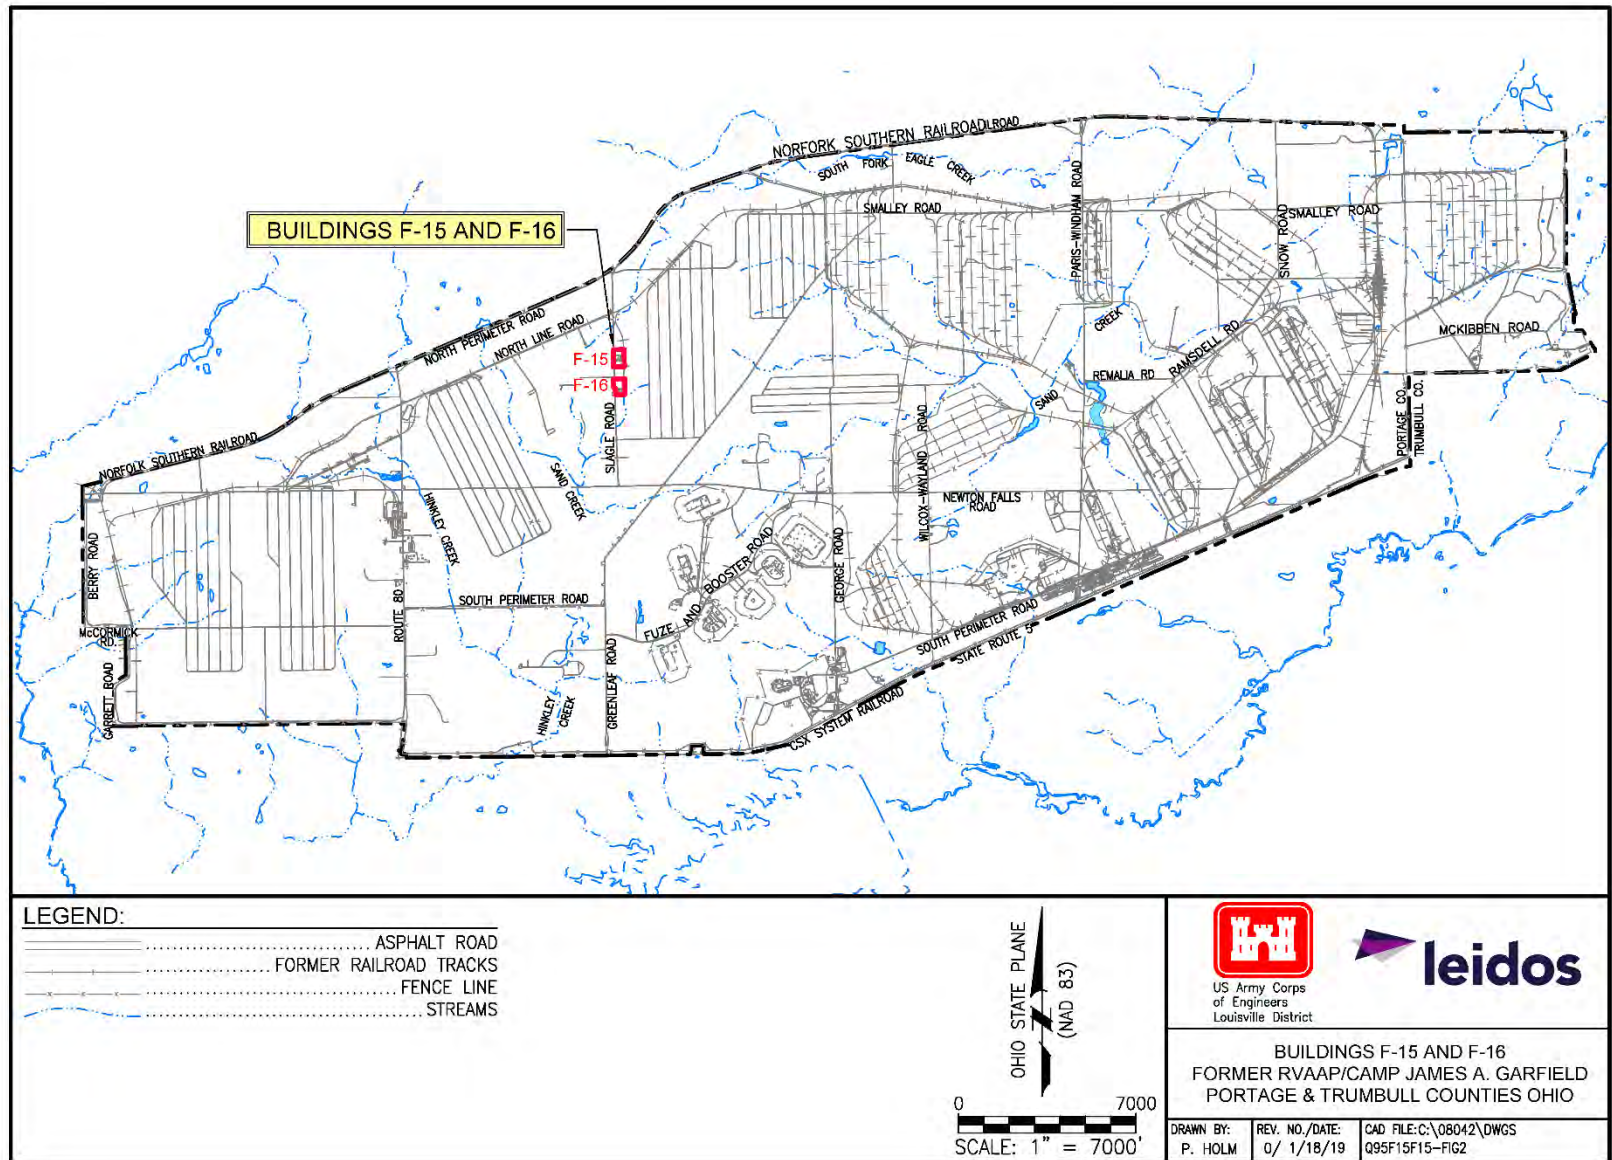 NORFORK SOUTHERN RAILROADLROAD
SOUTH FORK EAGLE CREEK
SMALLEY ROAD
PARIS-WINDHAM ROAD
SNOW ROAD
SMALLEY ROAD
BUILDINGS F-15 AND F-16
NORTH PERIMETER ROAD
NORTH LINE ROAD
F-15
F-16
SLAGLE ROAD
CREEK
SAND
REMALIA RD
RAMSDELL RD
MCKIBBEN ROAD
PORTAGE CO.
TRUMBULL CO.
NORFOLK SOUTHERN RAILROAD
SAND CREEK
HINKLEY CREEK
WILCOX-WAYLAND ROAD
NEWTON FALLS
ROAD
BERRY ROAD
ROUTE 80
SOUTH PERIMETER ROAD
FUZE AND BOOSTER ROAD
GEORGE ROAD
McCORMICK
RD.
GARRETT ROAD
HINKLEY
CREEK
GREENLEAF ROAD
SOUTH PERIMETER ROAD
STATE ROUTE 5
CSX SYSTEM RAILROAD
LEGEND:
ASPHALT ROAD
FORMER RAILROAD TRACKS
FENCE LINE
STREAMS
OHIO STATE PLANE
(NAD 83)
0 7000
SCALE: 1" = 7000'
US Army Corps
of Engineers
Louisville District
leidos
BUILDINGS F-15 AND F-16
FORMER RVAAP/CAMP JAMES A. GARFIELD
PORTAGE & TRUMBULL COUNTIES OHIO
DRAWN BY:
P. HOLM
REV. NO./DATE:
0/ 1/18/19
CAD FILE:C:\08042\DWGS
Q95F15F15-FIG2